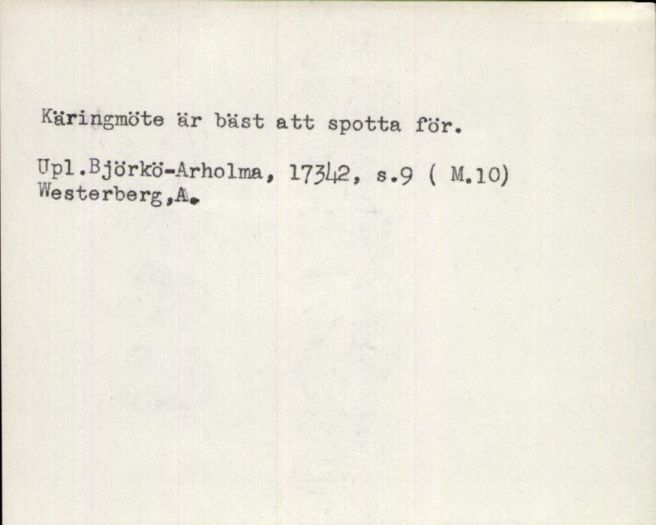 Käringmöte är bäst att spotta för.
Upl.Björkö-Arholma, 17342, s.9 ( M.10)
Westerberg,A.